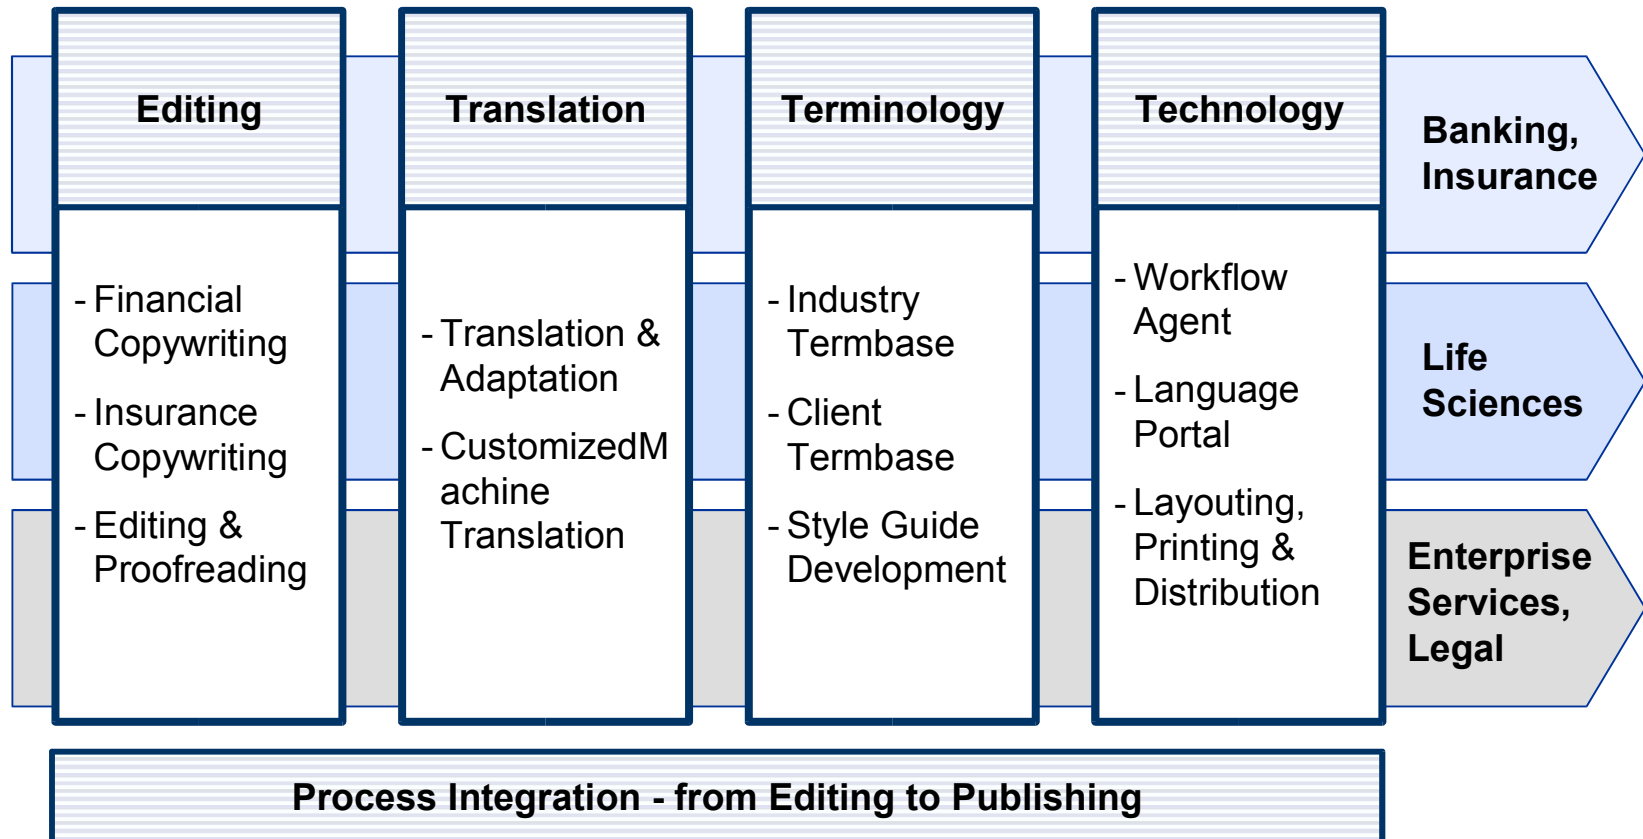 Editing
- Financial
Copywriting
- Insurance
Copywriting
- Editing &
Proofreading
Translation
- Translation &
Adaptation
- CustomizedM
achine
Translation
Terminology
- Industry
Termbase
- Client
Termbase
- Style Guide
Development
Technology
- Workflow
Agent
- Language
Portal
- Layouting,
Printing &
Distribution
Banking,
Insurance
Life
Sciences
Enterprise
Services,
Legal
Process Integration - from Editing to Publishing